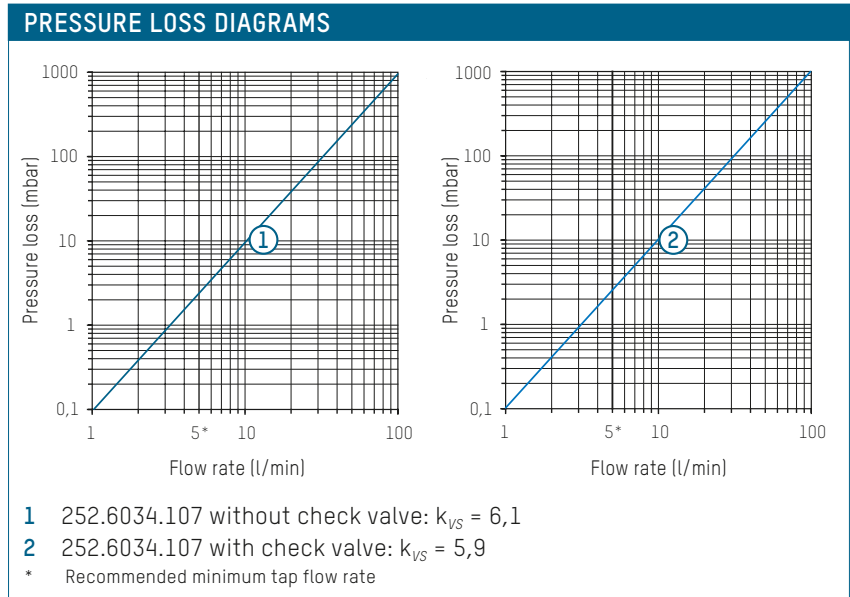 PRESSURE LOSS DIAGRAMS
Pressure loss (mbar)
1000
100
10
1
0,1
1
1 5* 10 100
Flow rate (l/min)
Pressure loss (mbar)
1000
100
10
1
0,1
2
1 5* 10 100
Flow rate (l/min)
1 252.6034.107 without check valve: kVS = 6,1
2 252.6034.107 with check valve: kVS = 5,9
* Recommended minimum tap flow rate